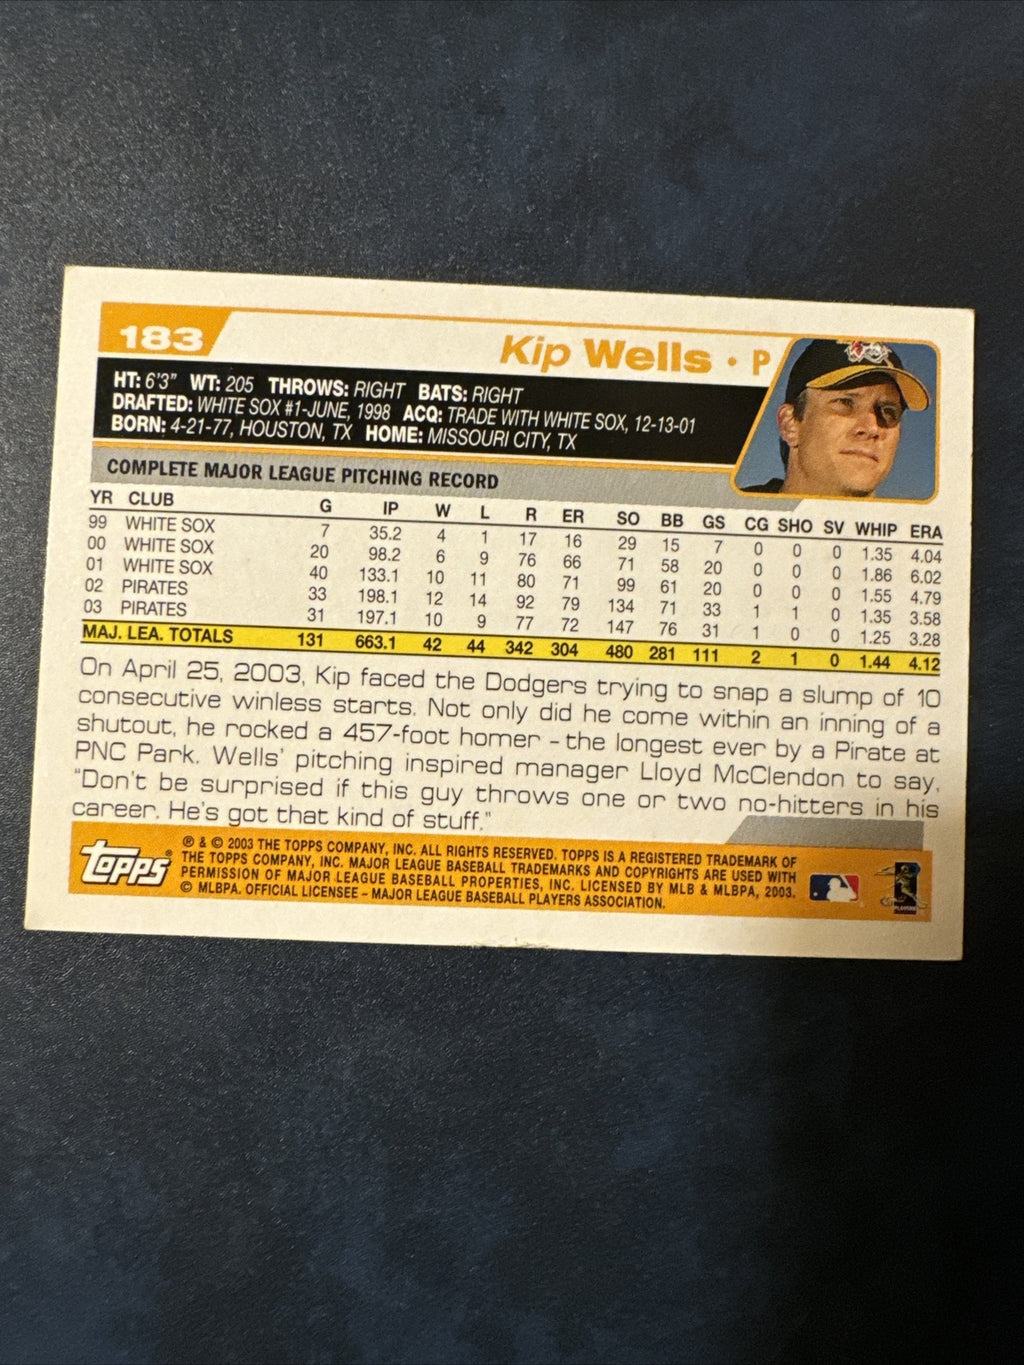 183
Kip Wells • P
HT: 6'3" WT: 205 THROWS: RIGHT BATS: RIGHT
DRAFTED: WHITE SOX #1-JUNE, 1998 ACQ: TRADE WITH WHITE SOX, 12-13-01
BORN: 4-21-77, HOUSTON, TX HOME: MISSOURI CITY, TX
COMPLETE MAJOR LEAGUE PITCHING RECORD
YR CLUB G IP W L R ER SO BB GS CG SHO SV WHIP ERA
99 WHITE SOX 7 35.2 4 1 17 16 29 15 7 0 0 0 1.35 4.04
00 WHITE SOX 20 98.2 6 9 76 66 71 58 20 0 0 0 1.86 6.02
01 WHITE SOX 40 133.1 10 11 80 71 99 61 20 0 0 0 1.55 4.79
02 PIRATES 33 198.1 12 14 92 79 134 71 33 1 1 0 1.35 3.58
03 PIRATES 31 197.1 10 9 77 72 147 76 31 1 0 0 1.25 3.28
MAJ. LEA. TOTALS 131 663.1 42 44 342 304 480 281 111 2 1 0 1.44 4.12
On April 25, 2003, Kip faced the Dodgers trying to snap a slump of 10
consecutive winless starts. Not only did he come within an inning of a
shutout, he rocked a 457-foot homer – the longest ever by a Pirate at
PNC Park. Wells' pitching inspired manager Lloyd McClendon to say,
"Don't be surprised if this guy throws one or two no-hitters in his
career. He's got that kind of stuff."
topps®
® & © 2003 THE TOPPS COMPANY, INC. ALL RIGHTS RESERVED. TOPPS IS A REGISTERED TRADEMARK OF
THE TOPPS COMPANY, INC. MAJOR LEAGUE BASEBALL TRADEMARKS AND COPYRIGHTS ARE USED WITH
PERMISSION OF MAJOR LEAGUE BASEBALL PROPERTIES, INC. LICENSED BY MLB & MLBPA, 2003.
© MLBPA. OFFICIAL LICENSEE – MAJOR LEAGUE BASEBALL PLAYERS ASSOCIATION.